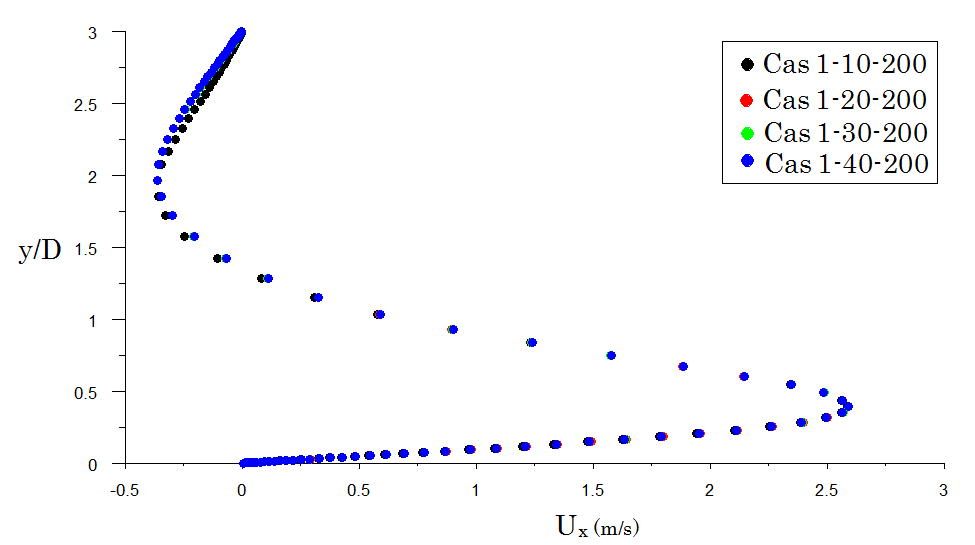 3
2.5
2
y/D 1.5
1
0.5
0
-0.5 0 0.5 1 1.5 2 2.5 3
Ux (m/s)
Cas 1-10-200
Cas 1-20-200
Cas 1-30-200
Cas 1-40-200